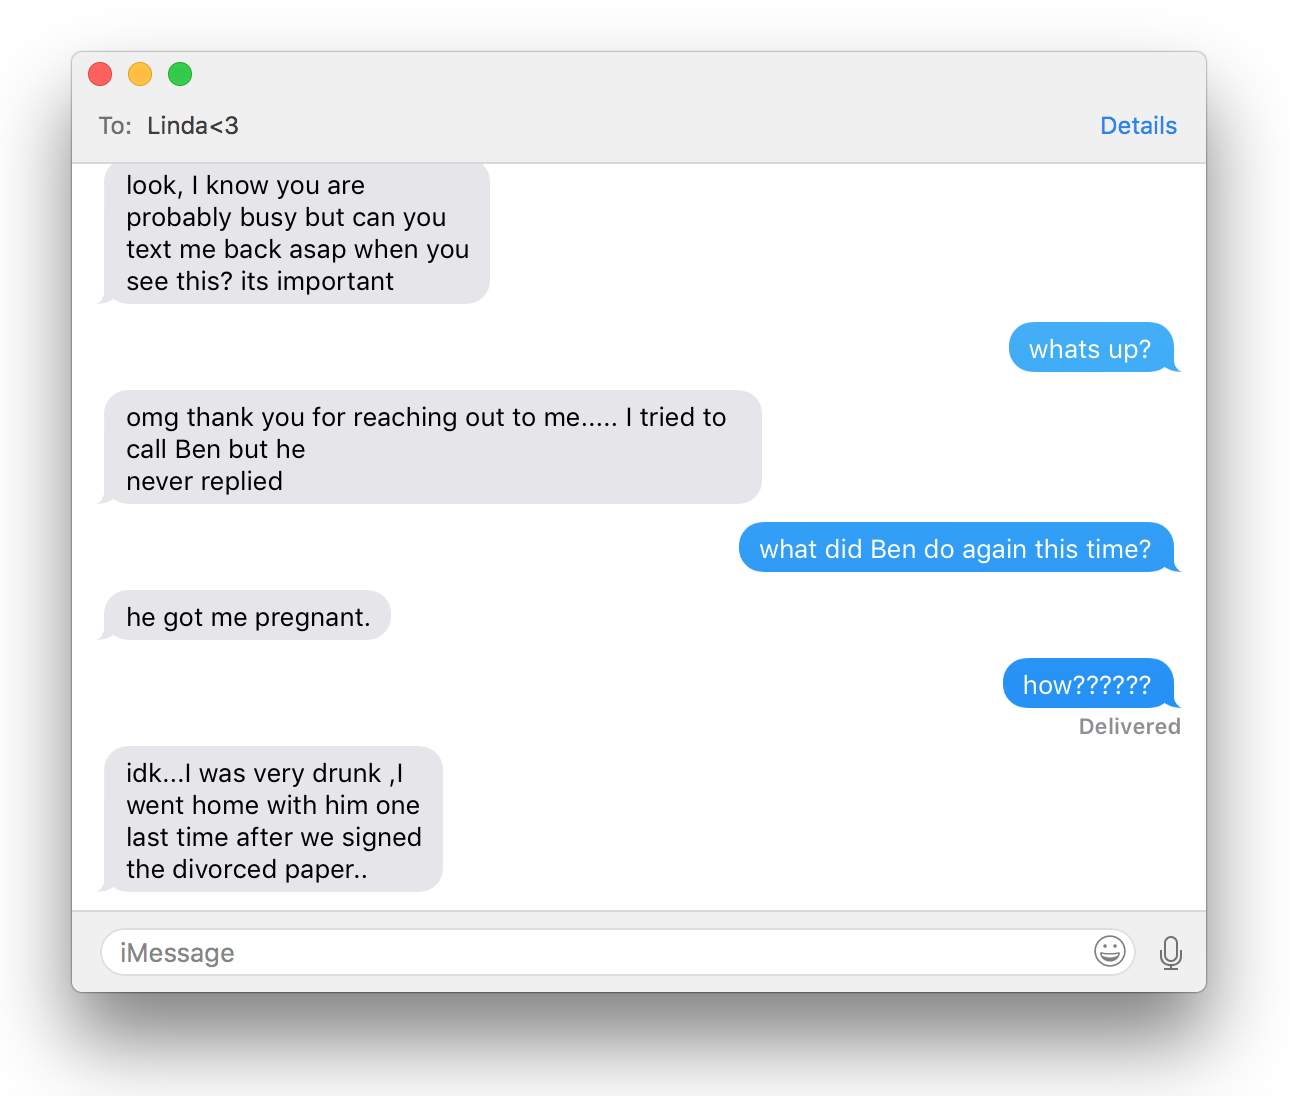 To: Linda<3
Details
look, I know you are
probably busy but can you
text me back asap when you
see this? its important
whats up?
omg thank you for reaching out to me..... I tried to
call Ben but he
never replied
what did Ben do again this time?
he got me pregnant.
how??????
Delivered
idk...I was very drunk ,I
went home with him one
last time after we signed
the divorced paper..
iMessage